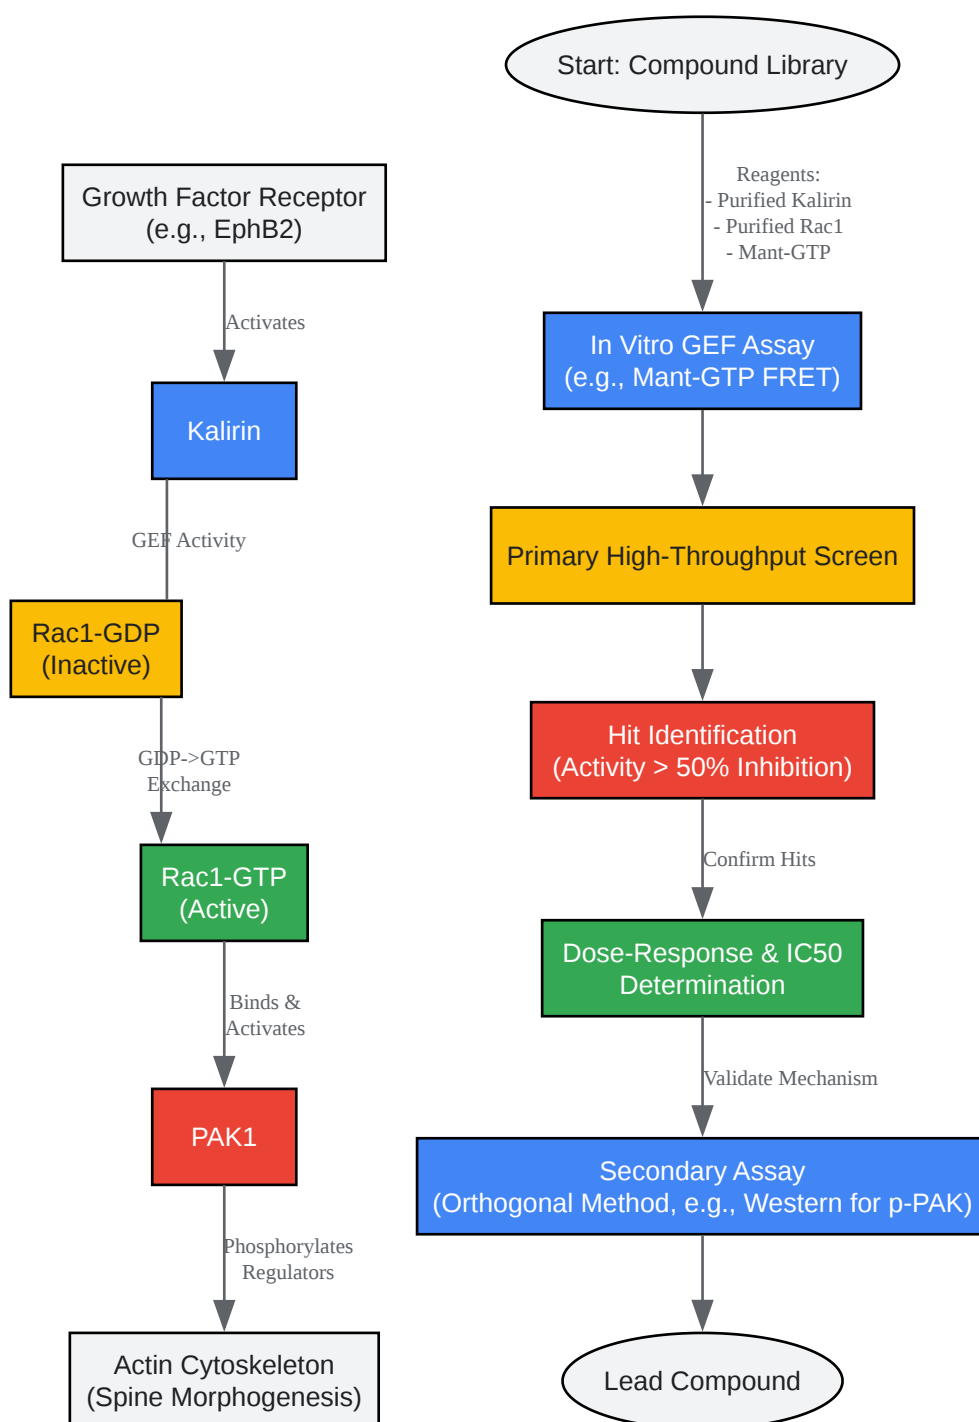 Growth Factor Receptor
(e.g., EphB2)
Activates
Kalirin
GEF Activity
Rac1-GDP
(Inactive)
GDP->GTP
Exchange
Rac1-GTP
(Active)
Binds &
Activates
PAK1
Phosphorylates
Regulators
Actin Cytoskeleton
(Spine Morphogenesis)
Start: Compound Library
Reagents:
- Purified Kalirin
- Purified Rac1
- Mant-GTP
In Vitro GEF Assay
(e.g., Mant-GTP FRET)
Primary High-Throughput Screen
Hit Identification
(Activity > 50% Inhibition)
Confirm Hits
Dose-Response & IC50
Determination
Validate Mechanism
Secondary Assay
(Orthogonal Method, e.g., Western for p-PAK)
Lead Compound